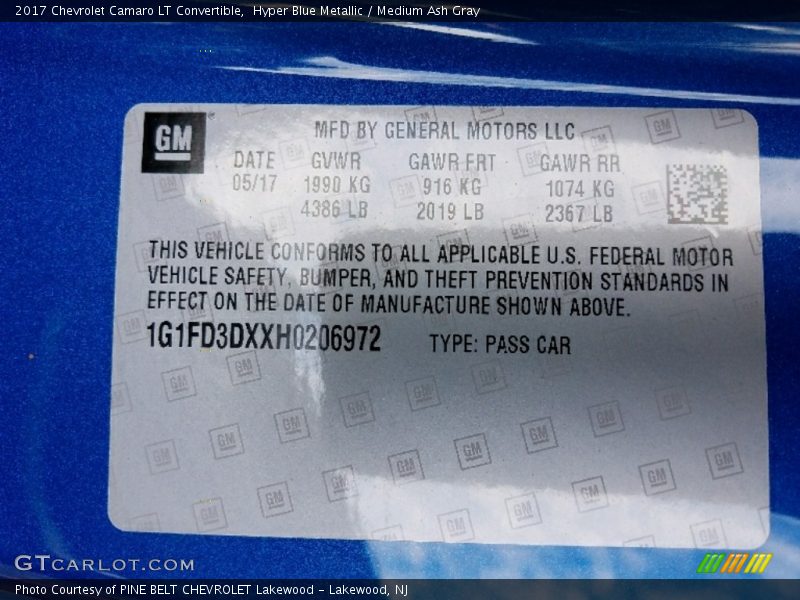 2017 Chevrolet Camaro LT Convertible,  Hyper Blue Metallic / Medium Ash Gray
GM
MFD BY GENERAL MOTORS LLC
DATE GVWR GAWR FRT GAWR RR
05/17 1990 KG 916 KG 1074 KG
4386 LB 2019 LB 2367 LB
THIS VEHICLE CONFORMS TO ALL APPLICABLE U.S. FEDERAL MOTOR
VEHICLE SAFETY, BUMPER, AND THEFT PREVENTION STANDARDS IN
EFFECT ON THE DATE OF MANUFACTURE SHOWN ABOVE.
1G1FD3DXXH0206972 TYPE: PASS CAR
GTCARLOT.COM
Photo Courtesy of PINE BELT CHEVROLET Lakewood - Lakewood, NJ